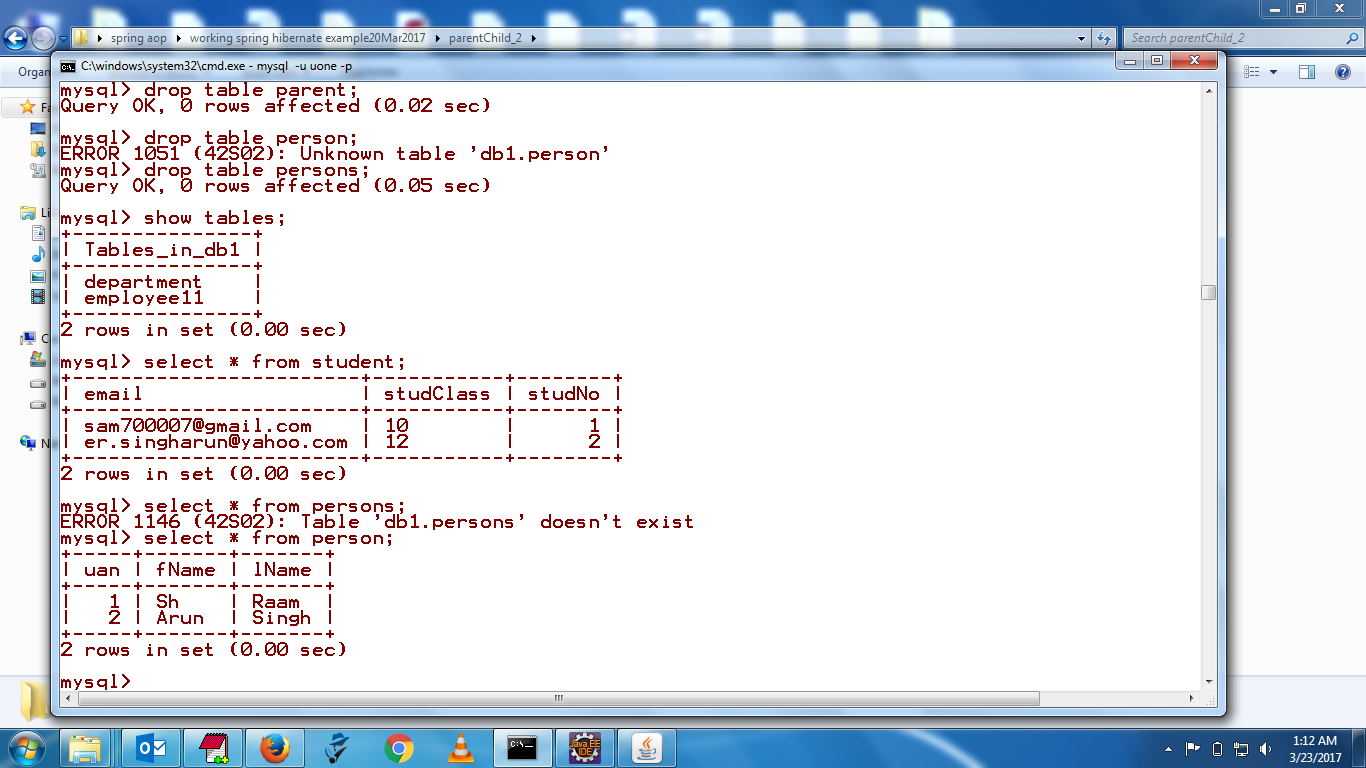 spring aop working spring hibernate example20Mar2017 parentChild_2 Search parentChild_2
C:\windows\system32\cmd.exe - mysql -u uone -p
Organ
mysql> drop table parent;
Query OK, 0 rows affected (0.02 sec)
mysql> drop table person;
ERROR 1051 (42S02): Unknown table 'db1.person'
mysql> drop table persons;
Query OK, 0 rows affected (0.05 sec)
mysql> show tables;
+---------------+
| Tables_in_db1 |
+---------------+
| department    |
| employee11    |
+---------------+
2 rows in set (0.00 sec)
mysql> select * from student;
+------------------------+-----------+--------+
| email                  | studClass | studNo |
+------------------------+-----------+--------+
| sam700007@gmail.com    | 10        |      1 |
| er.singharun@yahoo.com | 12        |      2 |
+------------------------+-----------+--------+
2 rows in set (0.00 sec)
mysql> select * from persons;
ERROR 1146 (42S02): Table 'db1.persons' doesn't exist
mysql> select * from person;
+-----+-------+-------+
| uan | fName | lName |
+-----+-------+-------+
|   1 | Sh    | Raam  |
|   2 | Arun  | Singh |
+-----+-------+-------+
2 rows in set (0.00 sec)
mysql>
Fa
Li
C
N
C:\_
Java EE
IDE
Java
1:12 AM
3/23/2017